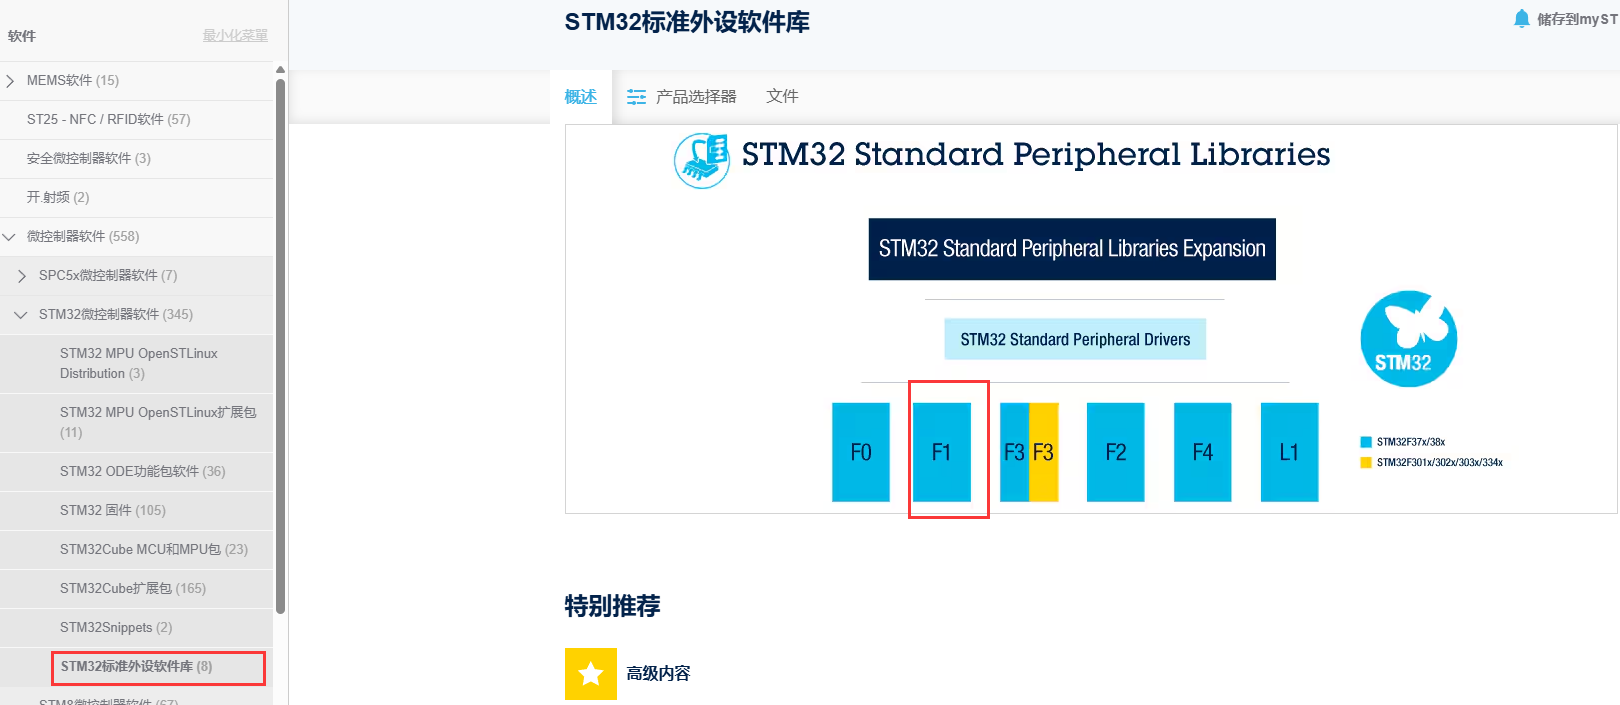 软件
最小化菜單
MEMS软件 (15)
ST25 - NFC / RFID软件 (57)
安全微控制器软件 (3)
开.射频 (2)
微控制器软件 (558)
SPC5x微控制器软件 (7)
STM32微控制器软件 (345)
STM32 MPU OpenSTLinux
Distribution (3)
STM32 MPU OpenSTLinux扩展包
(11)
STM32 ODE功能包软件 (36)
STM32 固件 (105)
STM32Cube MCU和MPU包 (23)
STM32Cube扩展包 (165)
STM32Snippets (2)
STM32标准外设软件库 (8)
STM8微控制器软件 (67)
STM32标准外设软件库
储存到myST
概述
产品选择器
文件
STM32 Standard Peripheral Libraries
STM32 Standard Peripheral Libraries Expansion
STM32 Standard Peripheral Drivers
STM32
F0
F1
F3 F3
F2
F4
L1
STM32F37x/38x
STM32F301x/302x/303x/334x
特别推荐
高级内容